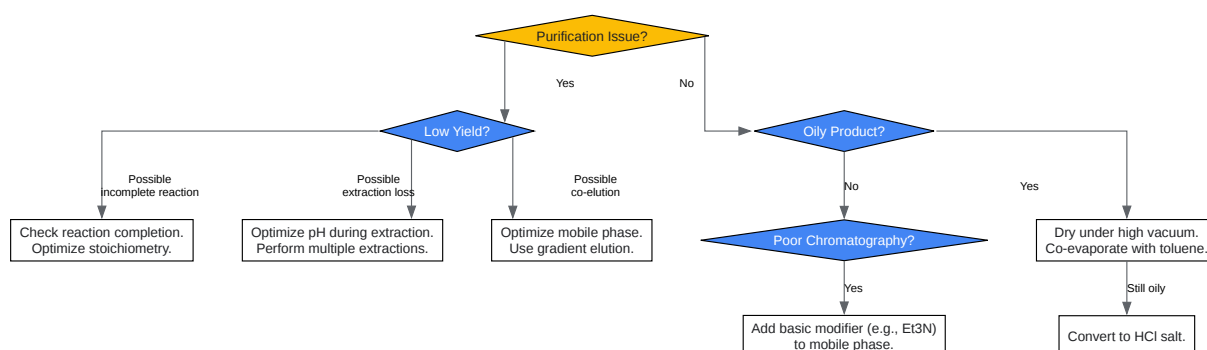 Purification Issue?
Yes
No
Low Yield?
Oily Product?
Possible
incomplete reaction
Possible
extraction loss
Possible
co-elution
No
Yes
Check reaction completion.
Optimize stoichiometry.
Optimize pH during extraction.
Perform multiple extractions.
Optimize mobile phase.
Use gradient elution.
Poor Chromatography?
Dry under high vacuum.
Co-evaporate with toluene.
Yes
Still oily
Add basic modifier (e.g., Et3N)
to mobile phase.
Convert to HCl salt.